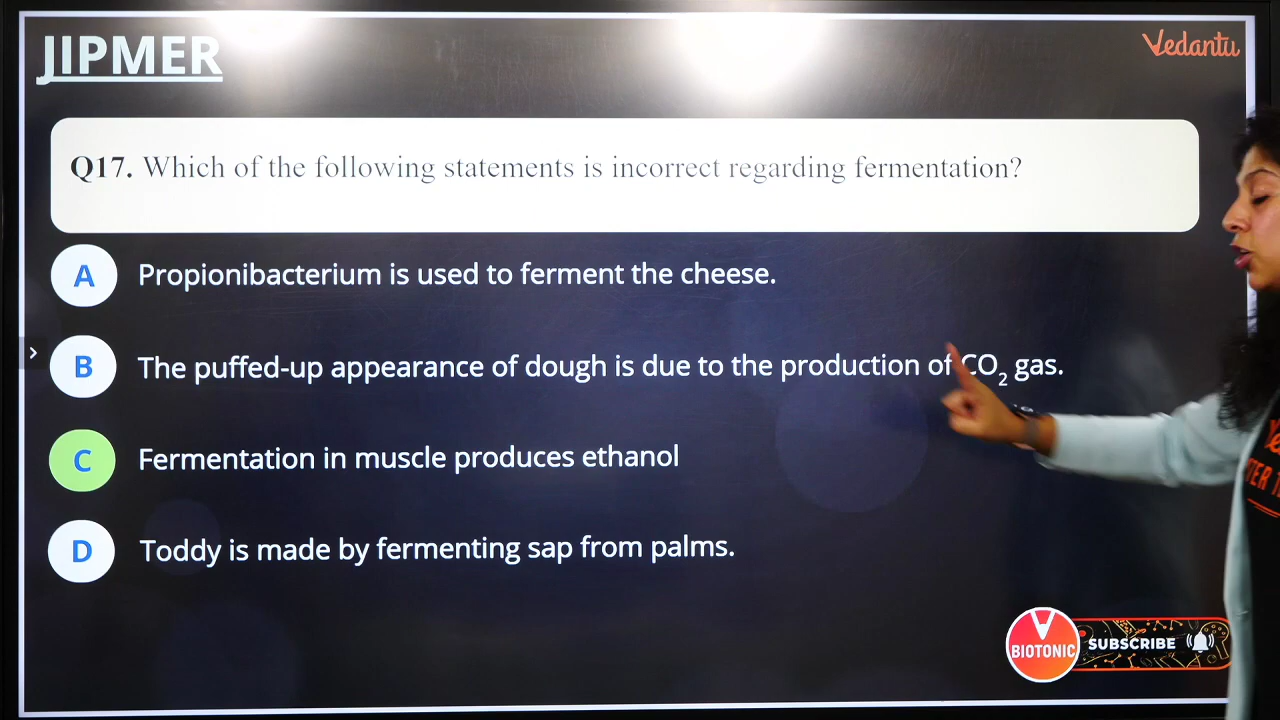 JIPMER
Vedantu
Q17. Which of the following statements is incorrect regarding fermentation?
A Propionibacterium is used to ferment the cheese.
B The puffed-up appearance of dough is due to the production of CO₂ gas.
C Fermentation in muscle produces ethanol
D Toddy is made by fermenting sap from palms.
BIOTONIC SUBSCRIBE